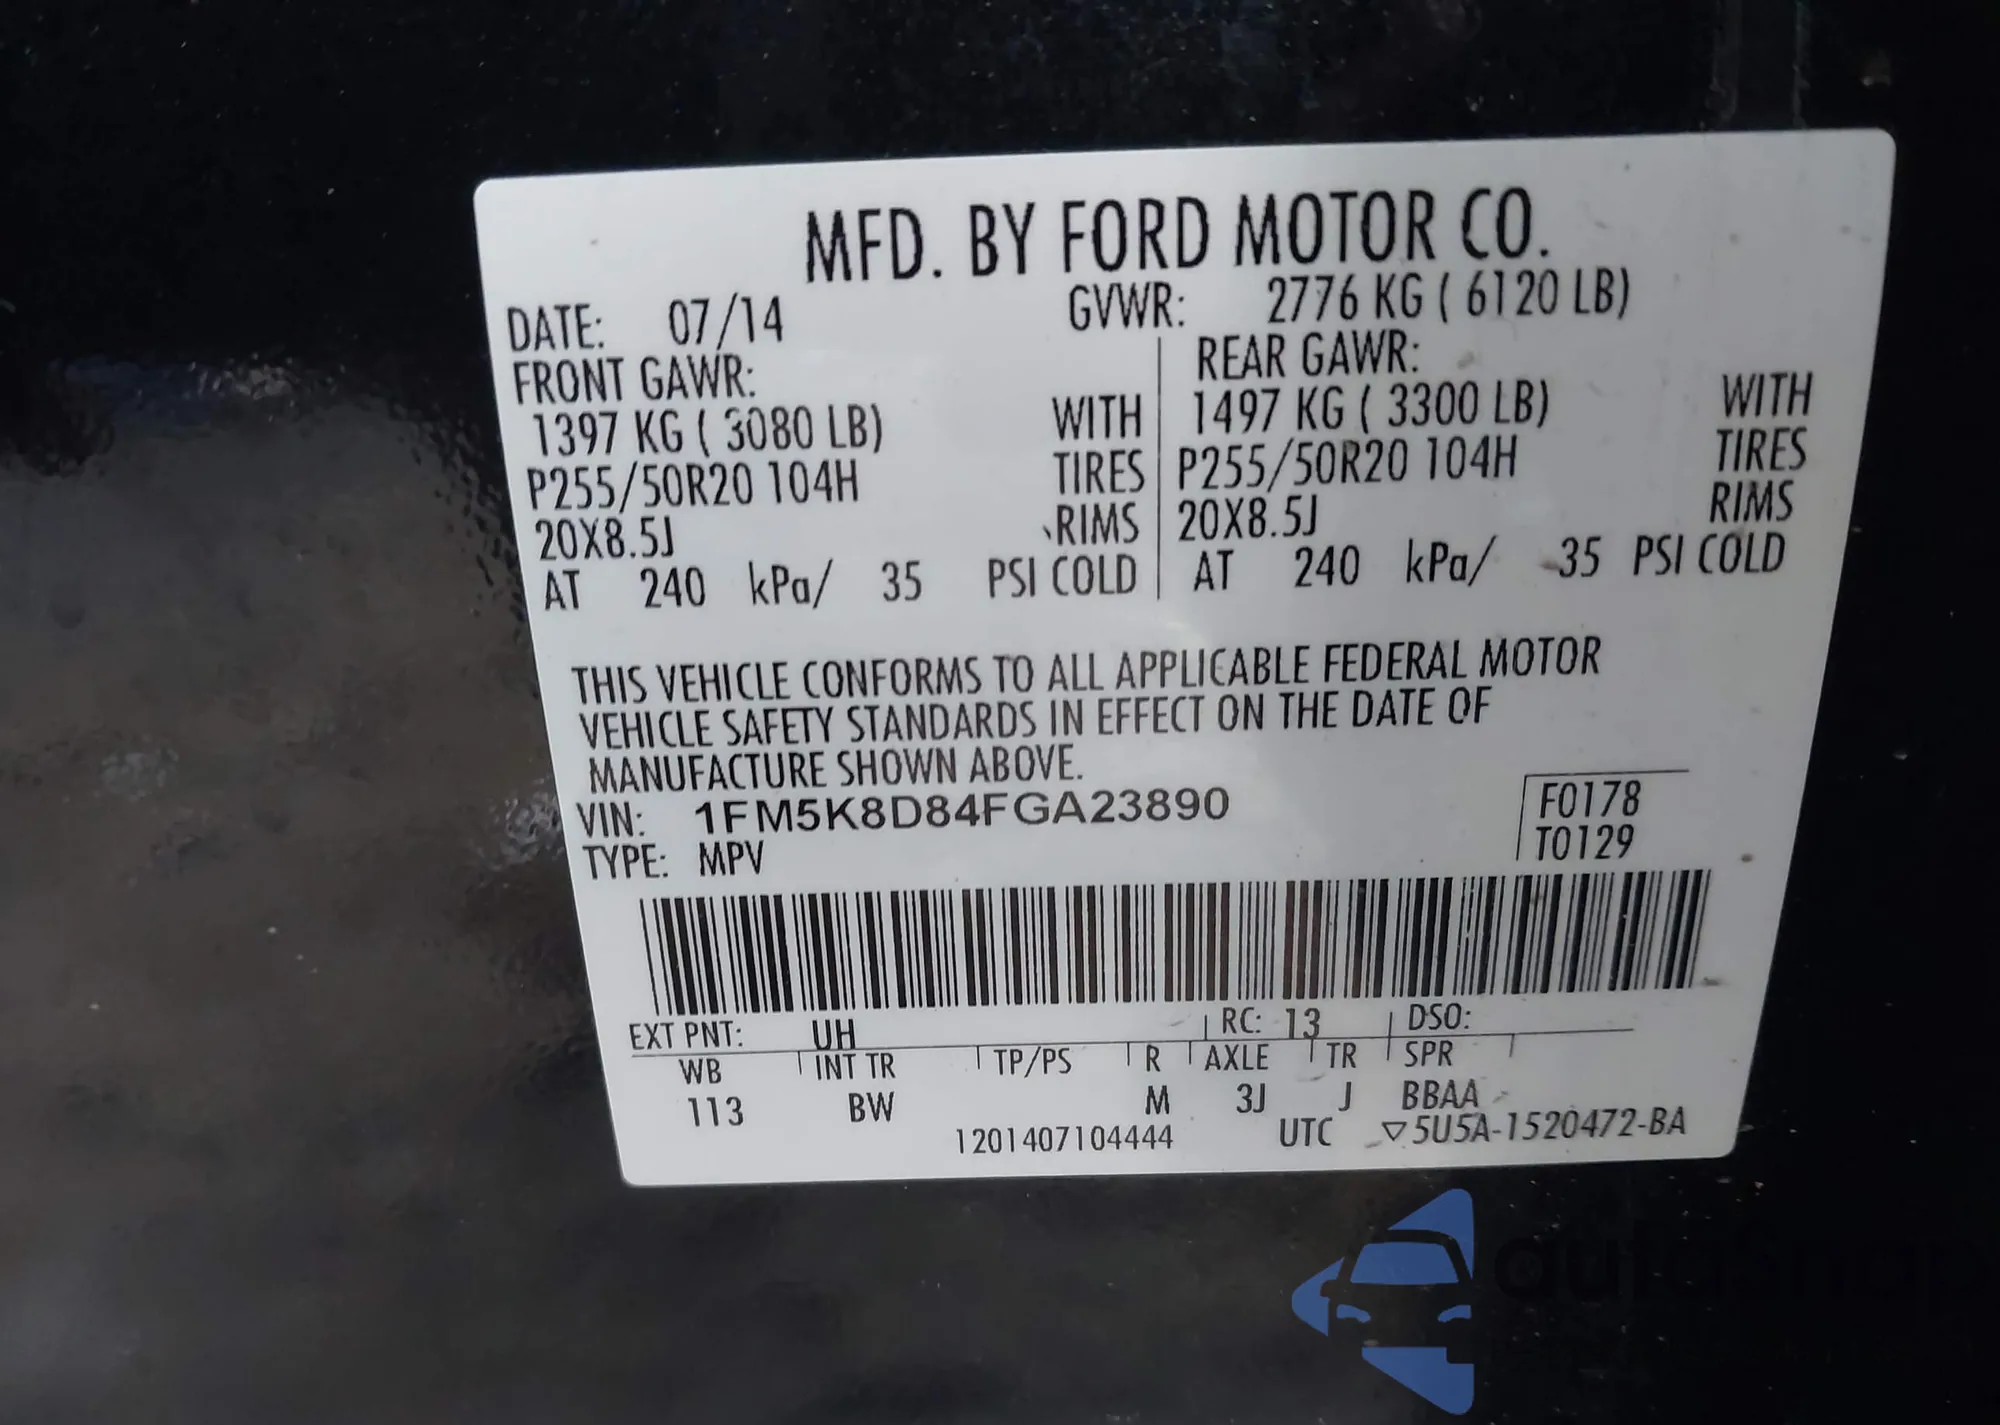 MFD. BY FORD MOTOR CO.
DATE: 07/14 GVWR: 2776 KG ( 6120 LB)
FRONT GAWR: REAR GAWR:
1397 KG ( 3080 LB) WITH 1497 KG ( 3300 LB) WITH
P255/50R20 104H TIRES P255/50R20 104H TIRES
20X8.5J RIMS 20X8.5J RIMS
AT 240 kPa/ 35 PSI COLD AT 240 kPa/ 35 PSI COLD
THIS VEHICLE CONFORMS TO ALL APPLICABLE FEDERAL MOTOR
VEHICLE SAFETY STANDARDS IN EFFECT ON THE DATE OF
MANUFACTURE SHOWN ABOVE.
VIN: 1FM5K8D84FGA23890 F0178
TYPE: MPV T0129
EXT PNT: UH RC: 13 DSO:
WB INT TR TP/PS R AXLE TR SPR
113 BW M 3J J BBAA
1201407104444 UTC ▽5U5A-1520472-BA